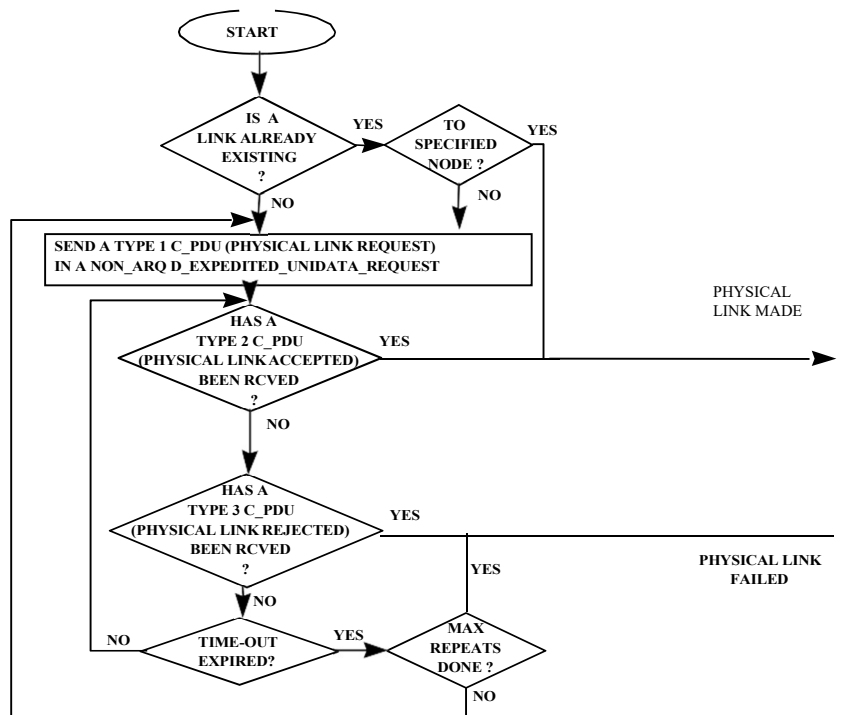 START
IS A
LINK ALREADY
EXISTING
?
YES
TO
SPECIFIED
NODE ?
YES
NO
NO
SEND A TYPE 1 C_PDU (PHYSICAL LINK REQUEST)
IN A NON_ARQ D_EXPEDITED_UNIDATA_REQUEST
PHYSICAL
LINK MADE
HAS A
TYPE 2 C_PDU
(PHYSICAL LINK ACCEPTED)
BEEN RCVED
?
YES
NO
HAS A
TYPE 3 C_PDU
(PHYSICAL LINK REJECTED)
BEEN RCVED
?
YES
PHYSICAL LINK
FAILED
YES
NO
NO
TIME-OUT
EXPIRED?
YES
MAX
REPEATS
DONE ?
NO